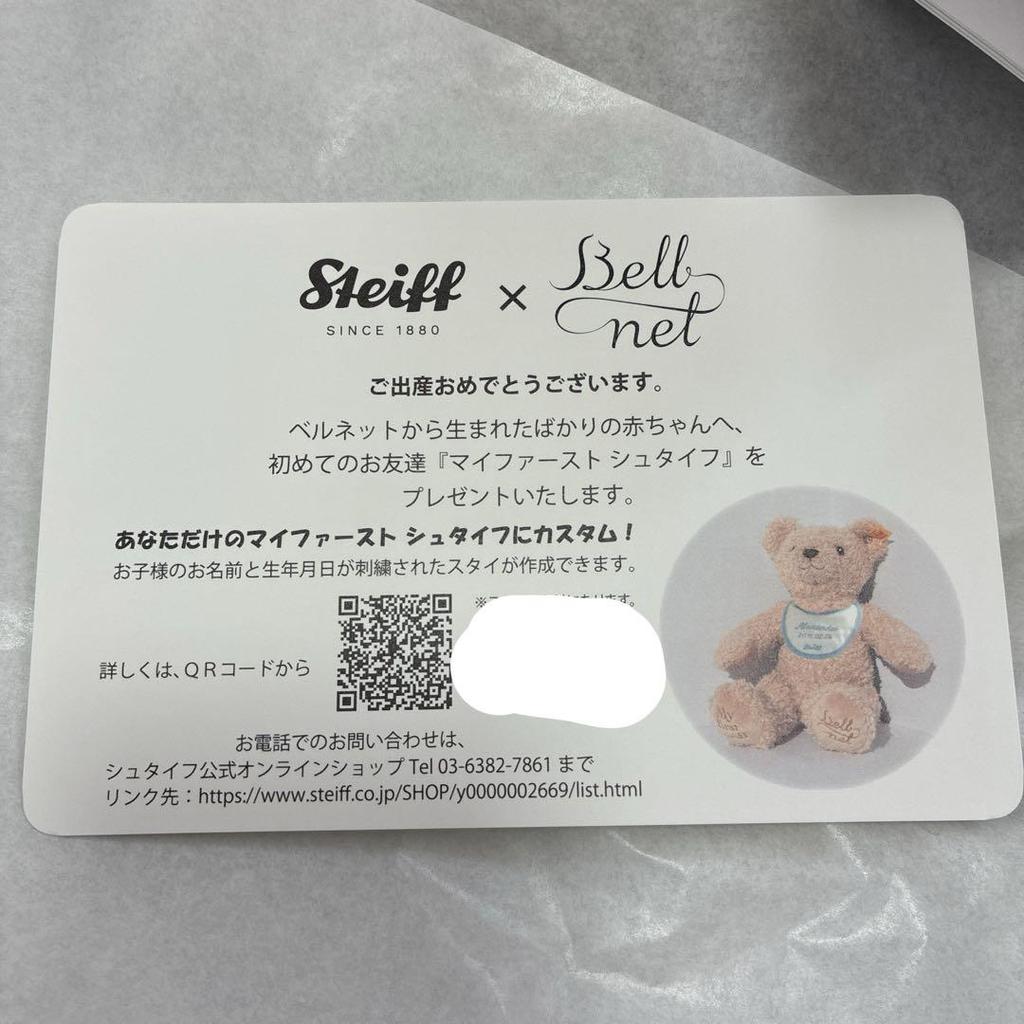 Steiff
SINCE 1880
×
Bell
net
ご出産おめでとうございます。
ベルネットから生まれたばかりの赤ちゃんへ、
初めてのお友達『マイファースト シュタイフ』を
プレゼントいたします。
あなただけのマイファースト シュタイフにカスタム！
お子様のお名前と生年月日が刺繍されたスタイが作成できます。
詳しくは、QRコードから
お電話でのお問い合わせは、
シュタイフ公式オンラインショップ Tel 03-6382-7861 まで
リンク先：https://www.steiff.co.jp/SHOP/y0000002669/list.html
Bell
net